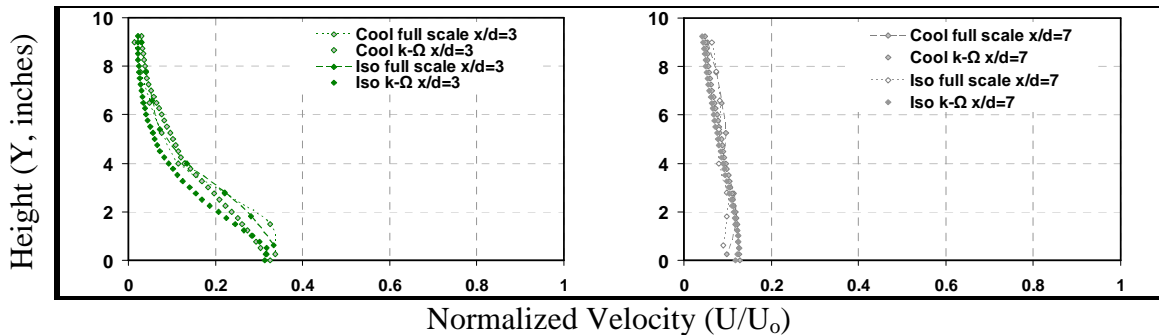 Height (Y, inches)
10
8
6
4
2
0
0
0.2
0.4
0.6
0.8
1
Cool full scale x/d=3
Cool k-Ω x/d=3
Iso full scale x/d=3
Iso k-Ω x/d=3
10
8
6
4
2
0
0
0.2
0.4
0.6
0.8
1
Cool full scale x/d=7
Cool k-Ω x/d=7
Iso full scale x/d=7
Iso k-Ω x/d=7
Normalized Velocity (U/Uₒ)